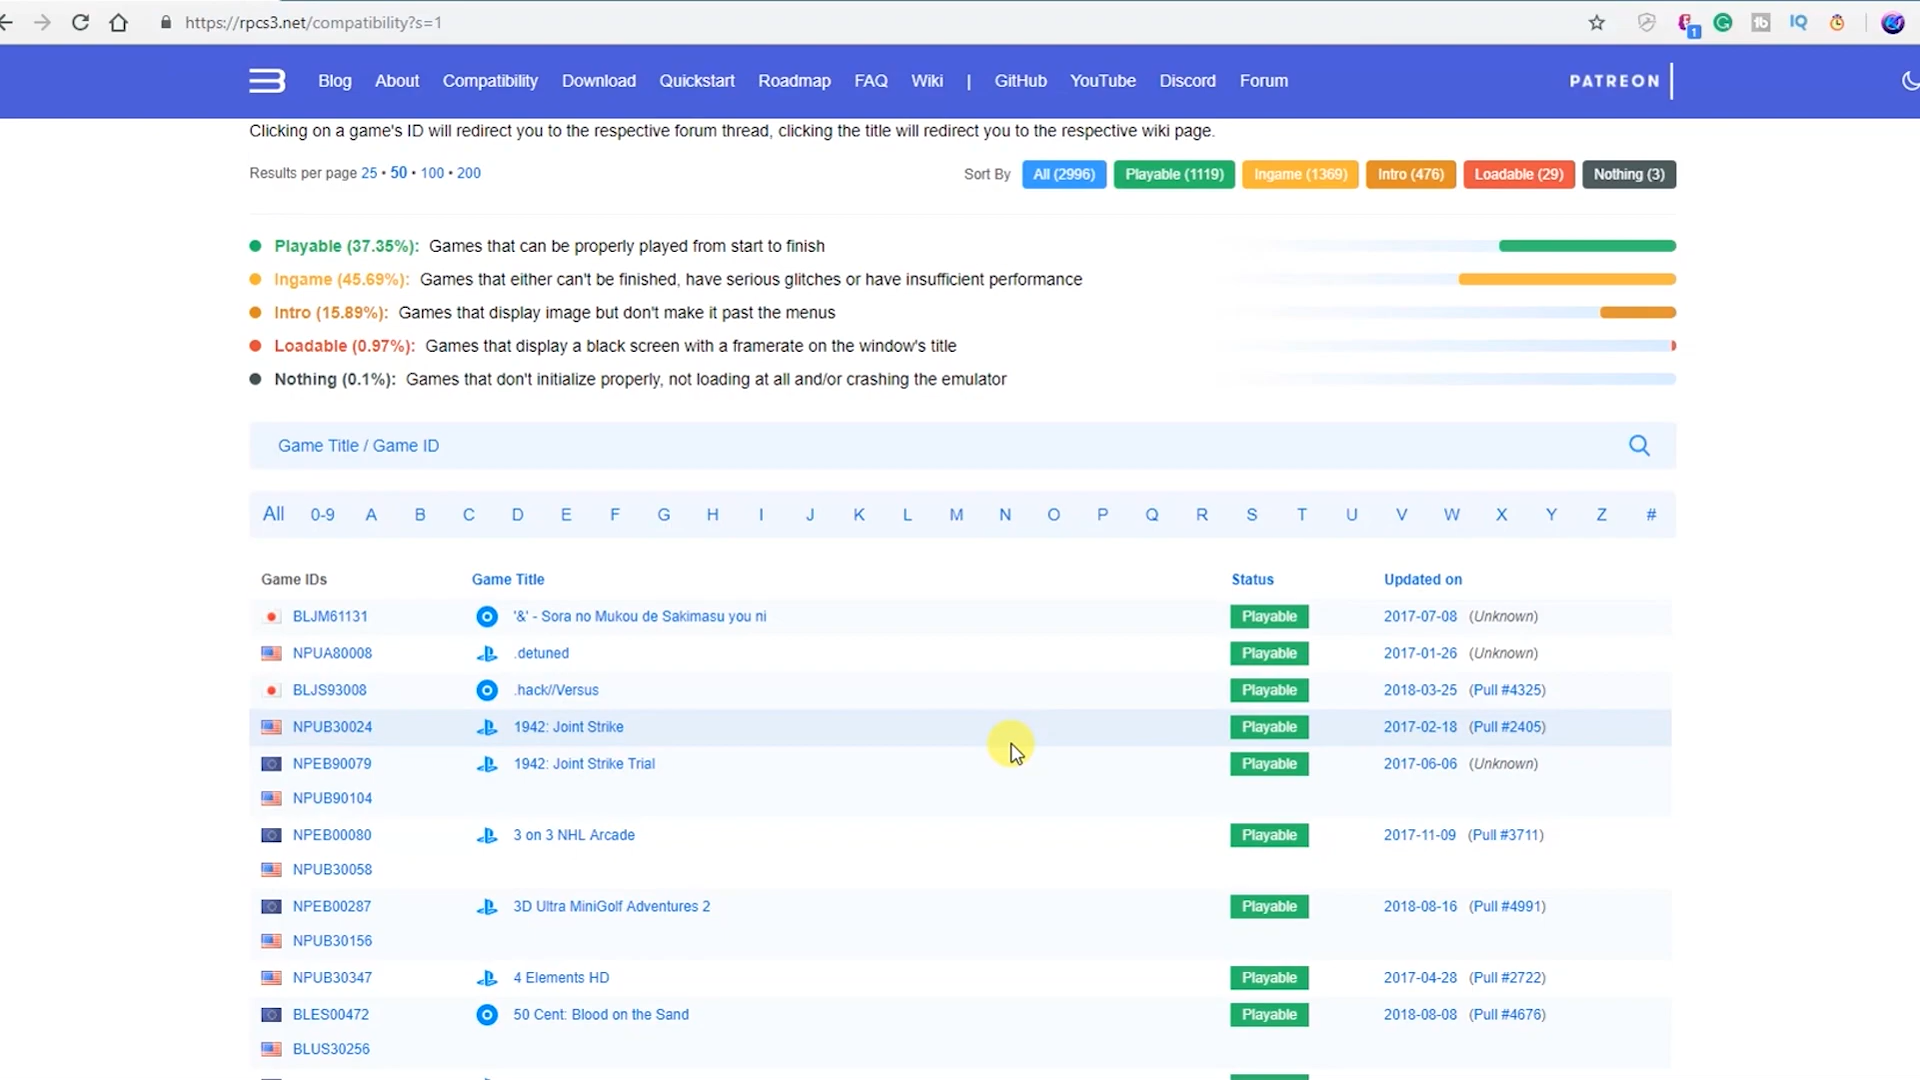 https://rpcs3.net/compatibility?s=1
1 1b IQ
Blog About Compatibility Download Quickstart Roadmap FAQ Wiki | GitHub YouTube Discord Forum PATREON
Clicking on a game's ID will redirect you to the respective forum thread, clicking the title will redirect you to the respective wiki page.
Results per page 25 • 50 • 100 • 200 Sort By All (2996) Playable (1119) Ingame (1369) Intro (476) Loadable (29) Nothing (3)
Playable (37.35%): Games that can be properly played from start to finish
Ingame (45.69%): Games that either can't be finished, have serious glitches or have insufficient performance
Intro (15.89%): Games that display image but don't make it past the menus
Loadable (0.97%): Games that display a black screen with a framerate on the window's title
Nothing (0.1%): Games that don't initialize properly, not loading at all and/or crashing the emulator
Game Title / Game ID
All 0-9 A B C D E F G H I J K L M N O P Q R S T U V W X Y Z #
Game IDs Game Title Status Updated on
BLJM61131 '&' - Sora no Mukou de Sakimasu you ni Playable 2017-07-08 (Unknown)
NPUA80008 .detuned Playable 2017-01-26 (Unknown)
BLJS93008 .hack//Versus Playable 2018-03-25 (Pull #4325)
NPUB30024 1942: Joint Strike Playable 2017-02-18 (Pull #2405)
NPEB90079 1942: Joint Strike Trial Playable 2017-06-06 (Unknown)
NPUB90104
NPEB00080 3 on 3 NHL Arcade Playable 2017-11-09 (Pull #3711)
NPUB30058
NPEB00287 3D Ultra MiniGolf Adventures 2 Playable 2018-08-16 (Pull #4991)
NPUB30156
NPUB30347 4 Elements HD Playable 2017-04-28 (Pull #2722)
BLES00472 50 Cent: Blood on the Sand Playable 2018-08-08 (Pull #4676)
BLUS30256